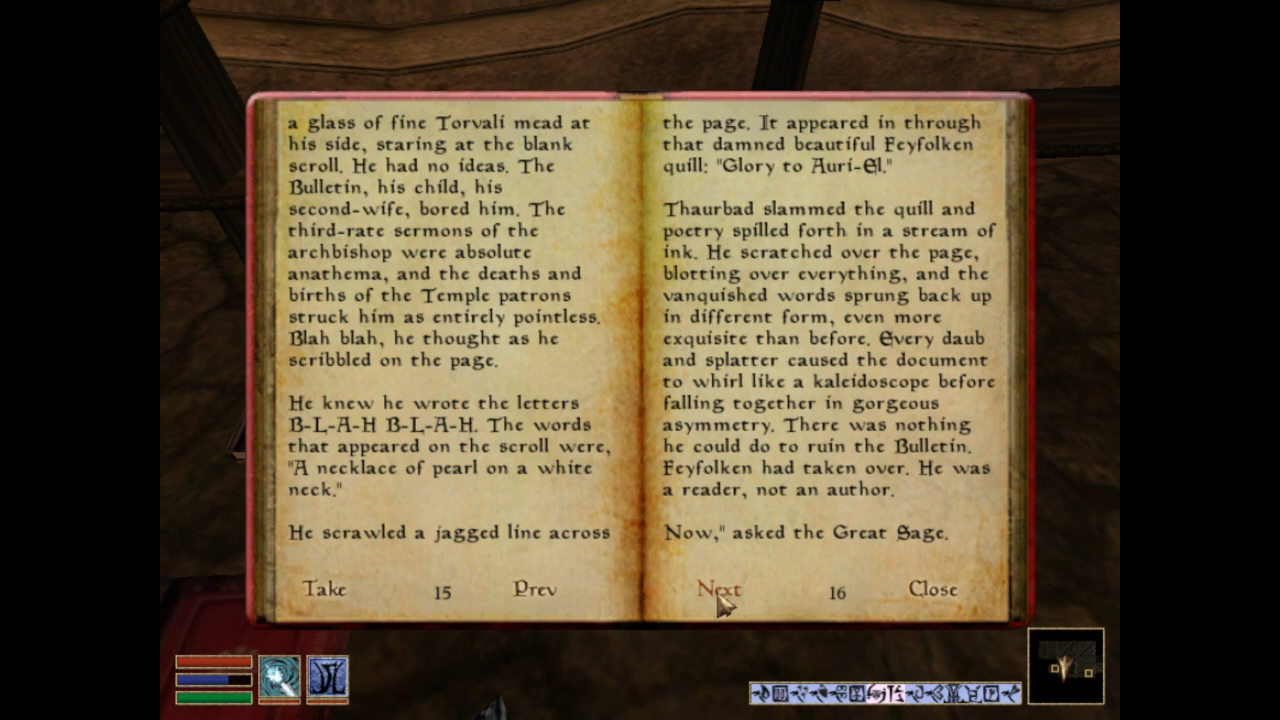 a glass of fine Torvali mead at
his side, staring at the blank
scroll. He had no ideas. The
Bulletin, his child, his
second-wife, bored him. The
third-rate sermons of the
archbishop were absolute
anathema, and the deaths and
births of the Temple patrons
struck him as entirely pointless.
Blah blah, he thought as he
scribbled on the page.
He knew he wrote the letters
B-L-A-H B-L-A-H. The words
that appeared on the scroll were,
"A necklace of pearl on a white
neck."
He scrawled a jagged line across
Take 15 Prev
the page. It appeared in through
that damned beautiful Feyfolken
quill: "Glory to Auri-El."
Thaurbad slammed the quill and
poetry spilled forth in a stream of
ink. He scratched over the page,
blotting over everything, and the
vanquished words sprung back up
in different form, even more
exquisite than before. Every daub
and splatter caused the document
to whirl like a kaleidoscope before
falling together in gorgeous
asymmetry. There was nothing
he could do to ruin the Bulletin.
Feyfolken had taken over. He was
a reader, not an author.
Now," asked the Great Sage.
Next 16 Close